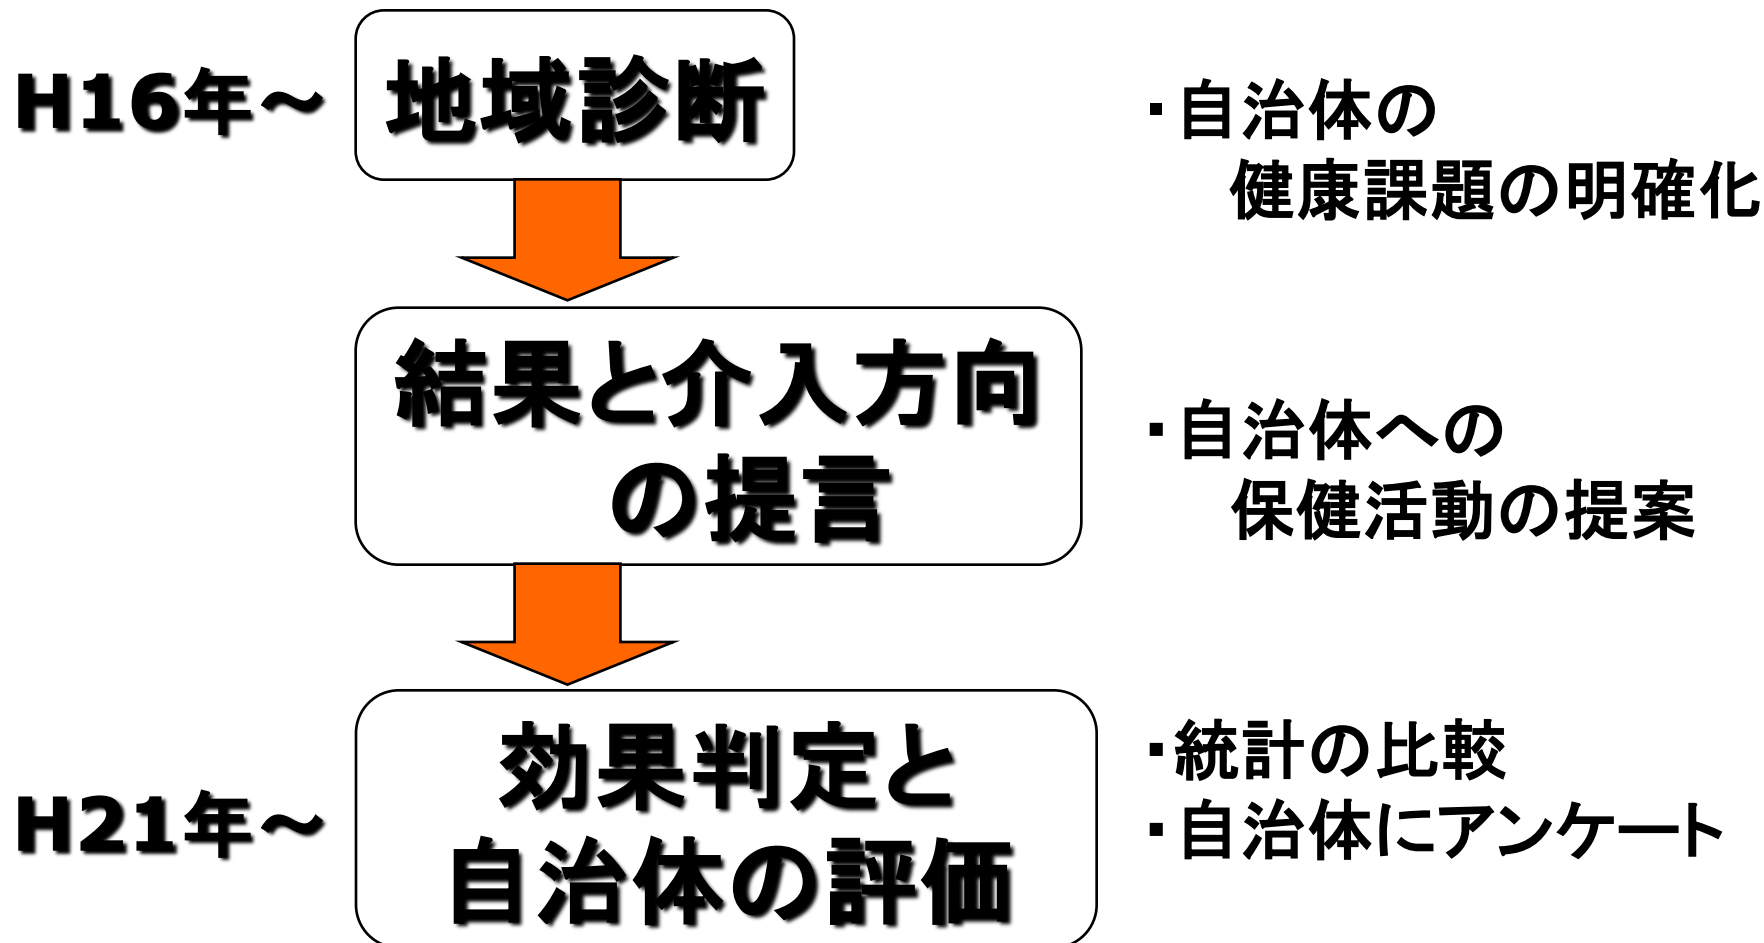 H16年～
地域診断
・自治体の
健康課題の明確化
結果と介入方向
の提言
・自治体への
保健活動の提案
H21年～
効果判定と
自治体の評価
・統計の比較
・自治体にアンケート